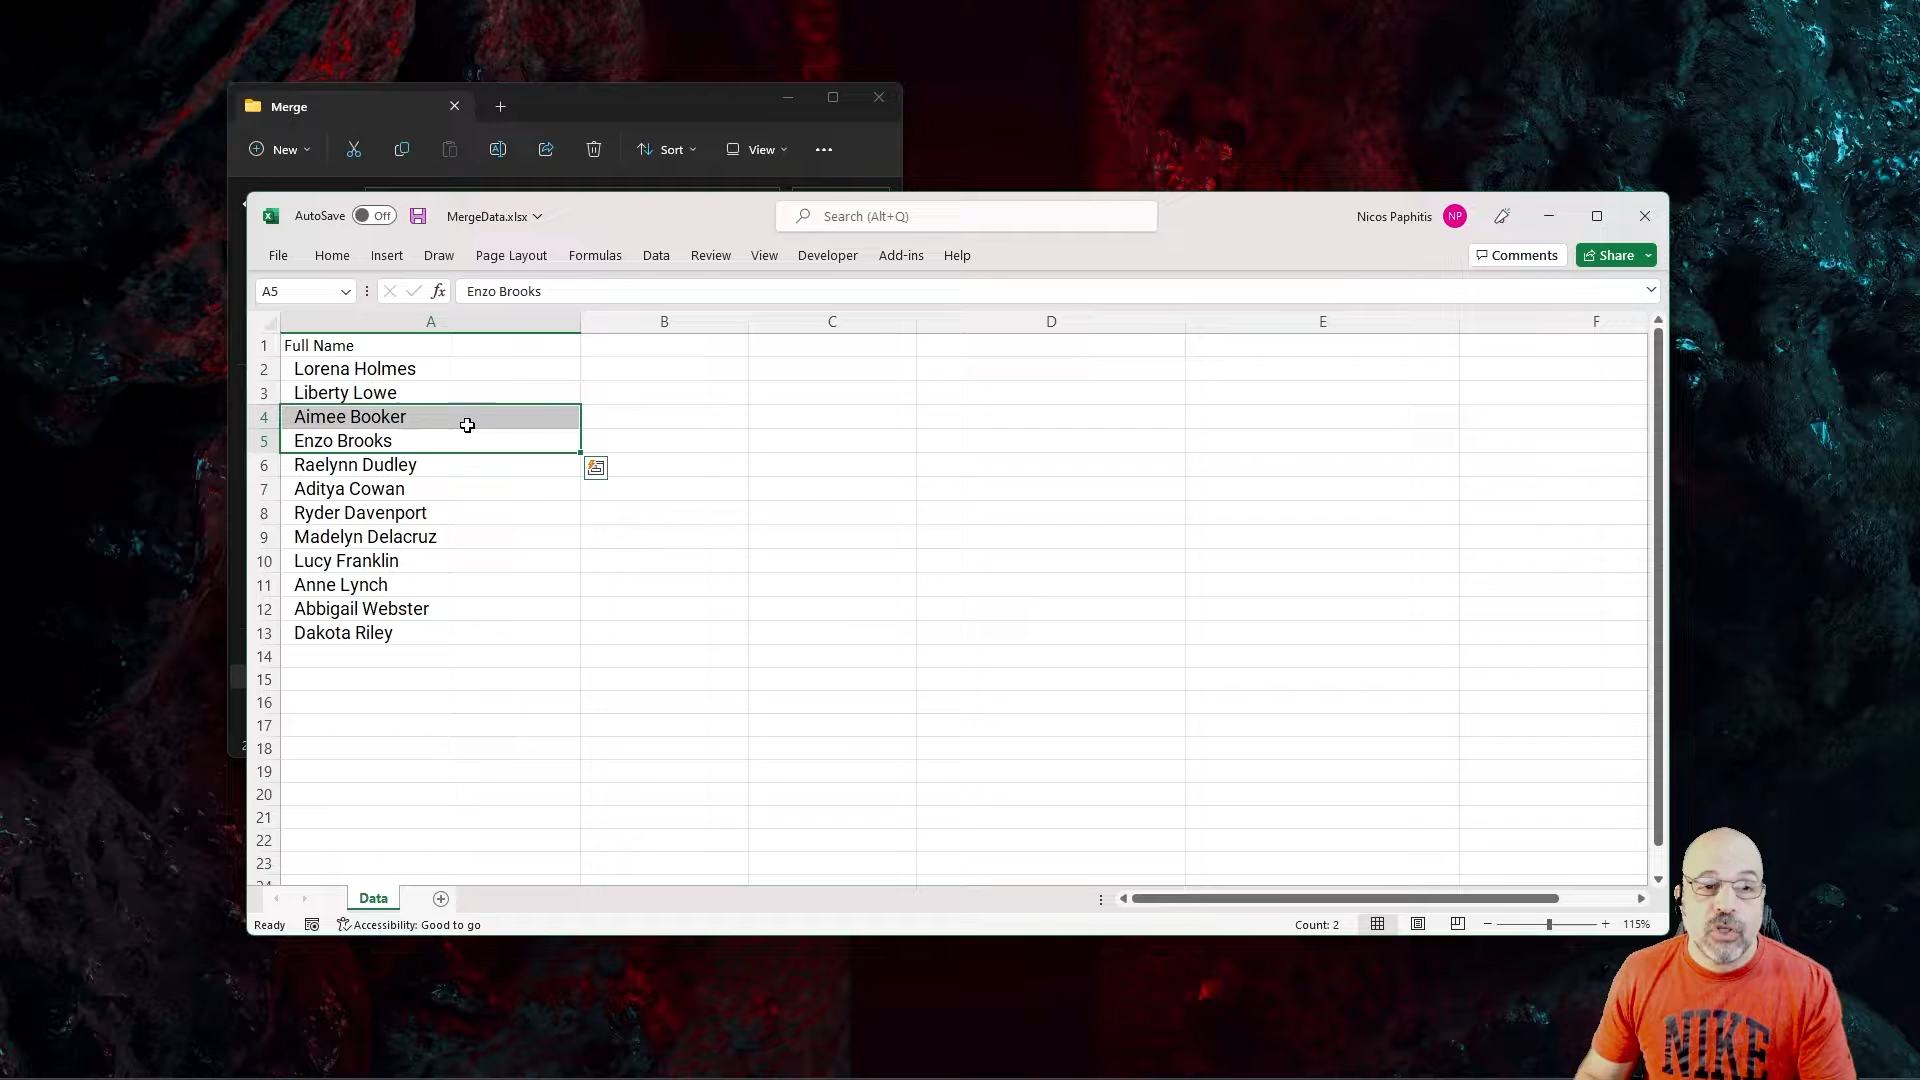 Merge
New
Sort
View
AutoSave Off MergeData.xlsx Search (Alt+Q) Nicos Paphitis NP
File Home Insert Draw Page Layout Formulas Data Review View Developer Add-ins Help Comments Share
A5 fx Enzo Brooks
A B C D E F
1 Full Name
2 Lorena Holmes
3 Liberty Lowe
4 Aimee Booker
5 Enzo Brooks
6 Raelynn Dudley
7 Aditya Cowan
8 Ryder Davenport
9 Madelyn Delacruz
10 Lucy Franklin
11 Anne Lynch
12 Abbigail Webster
13 Dakota Riley
14
15
16
17
18
19
20
21
22
23
24
Data
Ready Accessibility: Good to go Count: 2 115%
NIKE